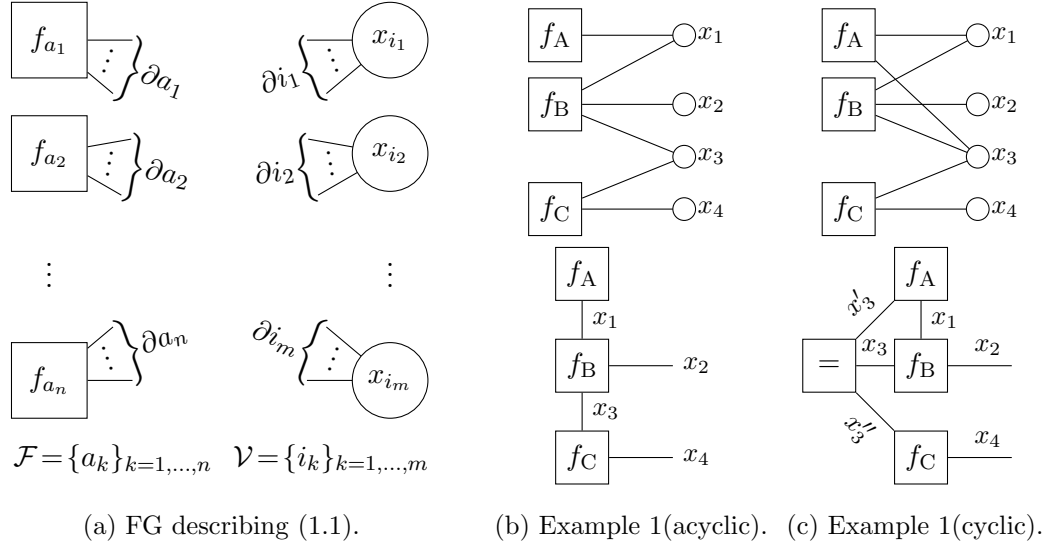 f_{a_1} ∂a_1 ∂i_1 x_{i_1}
f_{a_2} ∂a_2 ∂i_2 x_{i_2}
⋮ ⋮
f_{a_n} ∂a_n ∂i_m x_{i_m}
𝓕={a_k}_{k=1,...,n} 𝓥={i_k}_{k=1,...,m}
(a) FG describing (1.1).
f_A x_1
f_B x_2
x_3
f_C x_4
f_A
x_1
f_B x_2
x_3
f_C x_4
(b) Example 1(acyclic).
f_A x_1
f_B x_2
x_3
f_C x_4
f_A
x'_3 x_1
= x_3 f_B x_2
x''_3
f_C x_4
(c) Example 1(cyclic).